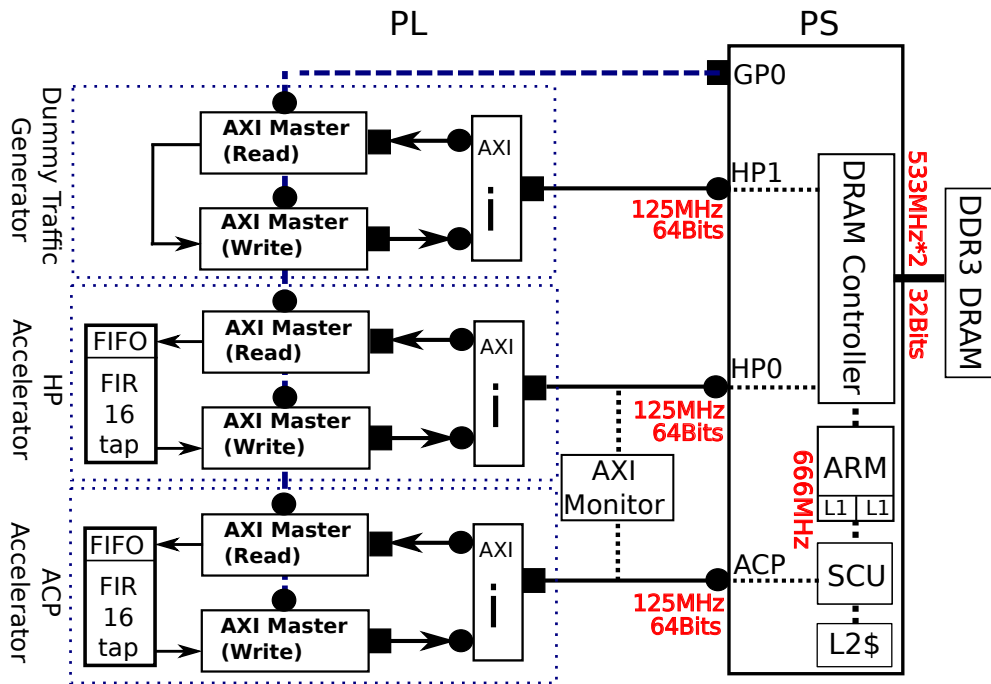 PL
PS
GP0
Dummy Traffic
Generator
AXI Master
(Read)
AXI Master
(Write)
AXI
i
HP1
125MHz
64Bits
DRAM Controller
533MHz*2
32Bits
DDR3 DRAM
HP
Accelerator
FIFO
FIR
16
tap
AXI Master
(Read)
AXI Master
(Write)
AXI
i
HP0
125MHz
64Bits
AXI
Monitor
666MHz
ARM
L1
L1
ACP
Accelerator
FIFO
FIR
16
tap
AXI Master
(Read)
AXI Master
(Write)
AXI
i
ACP
125MHz
64Bits
SCU
L2$